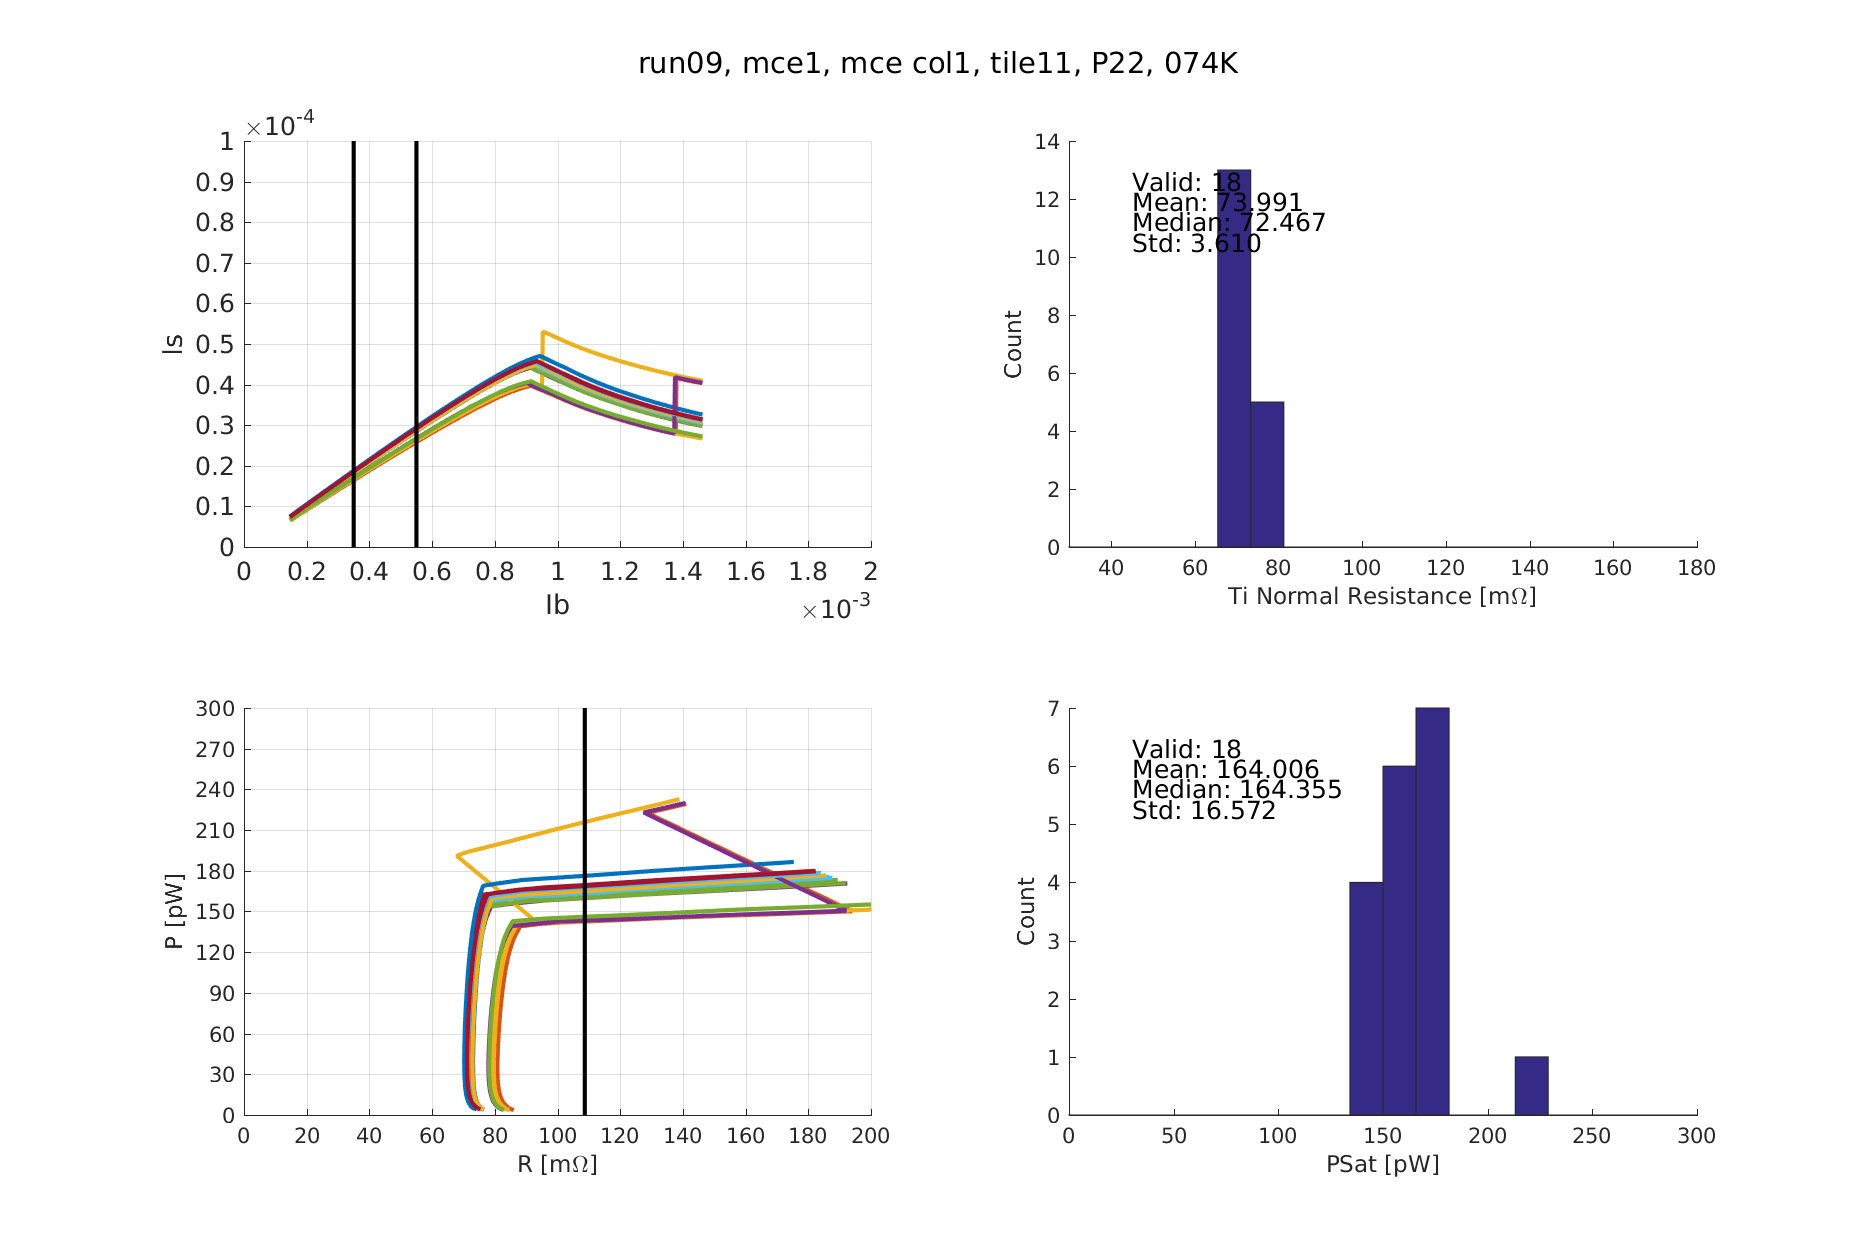 run09, mce1, mce col1, tile11, P22, 074K
×10-4
1
0.9
0.8
0.7
0.6
0.5
0.4
0.3
0.2
0.1
0
Is
0 0.2 0.4 0.6 0.8 1 1.2 1.4 1.6 1.8 2
Ib
×10-3
14
12
10
8
6
4
2
0
Count
Valid: 18
Mean: 73.991
Median: 72.467
Std: 3.610
40 60 80 100 120 140 160 180
Ti Normal Resistance [mΩ]
300
270
240
210
180
150
120
90
60
30
0
P [pW]
0 20 40 60 80 100 120 140 160 180 200
R [mΩ]
7
6
5
4
3
2
1
0
Count
Valid: 18
Mean: 164.006
Median: 164.355
Std: 16.572
0 50 100 150 200 250 300
PSat [pW]